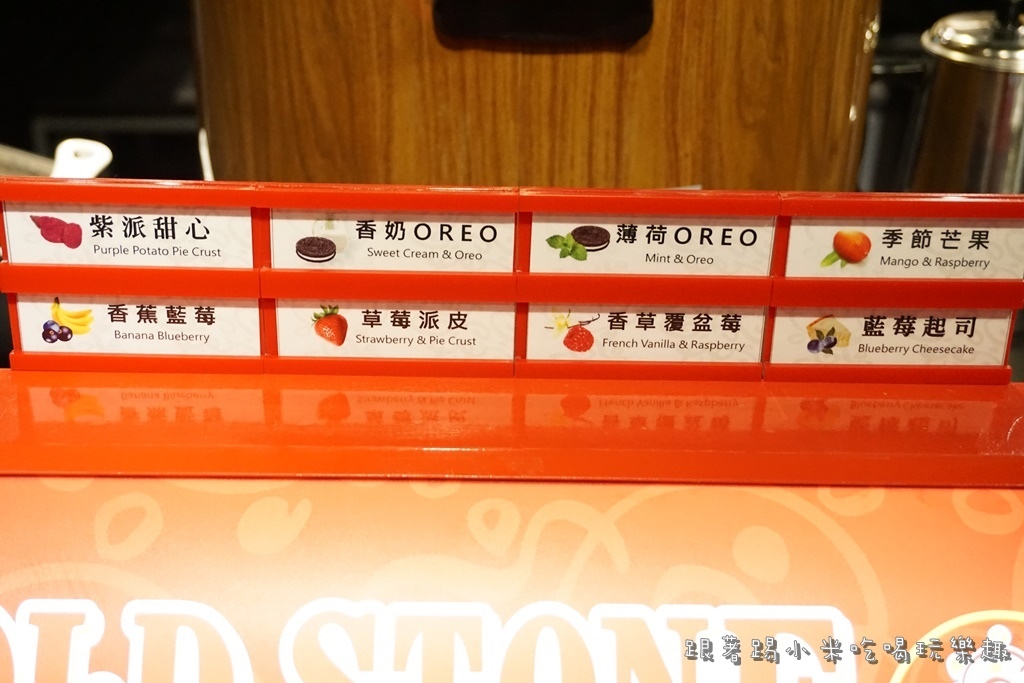 紫派甜心
Purple Potato Pie Crust
香奶OREO
Sweet Cream & Oreo
薄荷OREO
Mint & Oreo
季節芒果
Mango & Raspberry
香蕉藍莓
Banana Blueberry
草莓派皮
Strawberry & Pie Crust
香草覆盆莓
French Vanilla & Raspberry
藍莓起司
Blueberry Cheesecake
OLD STONE
跟著踢小米吃喝玩樂趣